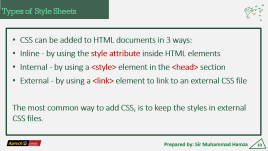 Types of Style Sheets
• CSS can be added to HTML documents in 3 ways:
• Inline - by using the style attribute inside HTML elements
• Internal - by using a <style> element in the <head> section
• External - by using a <link> element to link to an external CSS file
The most common way to add CSS, is to keep the styles in external
CSS files.
Aptech
Prepared by: Sir Muhammad Hamza